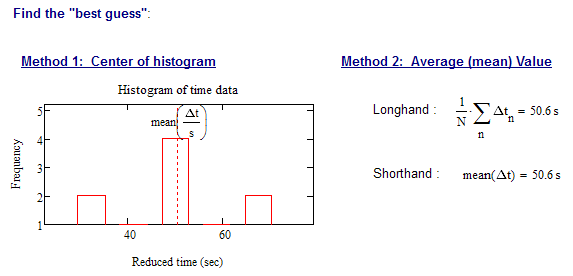 Find the "best guess":
Method 1: Center of histogram
Histogram of time data
mean(Δt/s)
5
4
3
2
1
Frequency
40 60
Reduced time (sec)
Method 2: Average (mean) Value
Longhand : 1/N · ∑ₙ Δtₙ = 50.6 s
Shorthand : mean(Δt) = 50.6 s